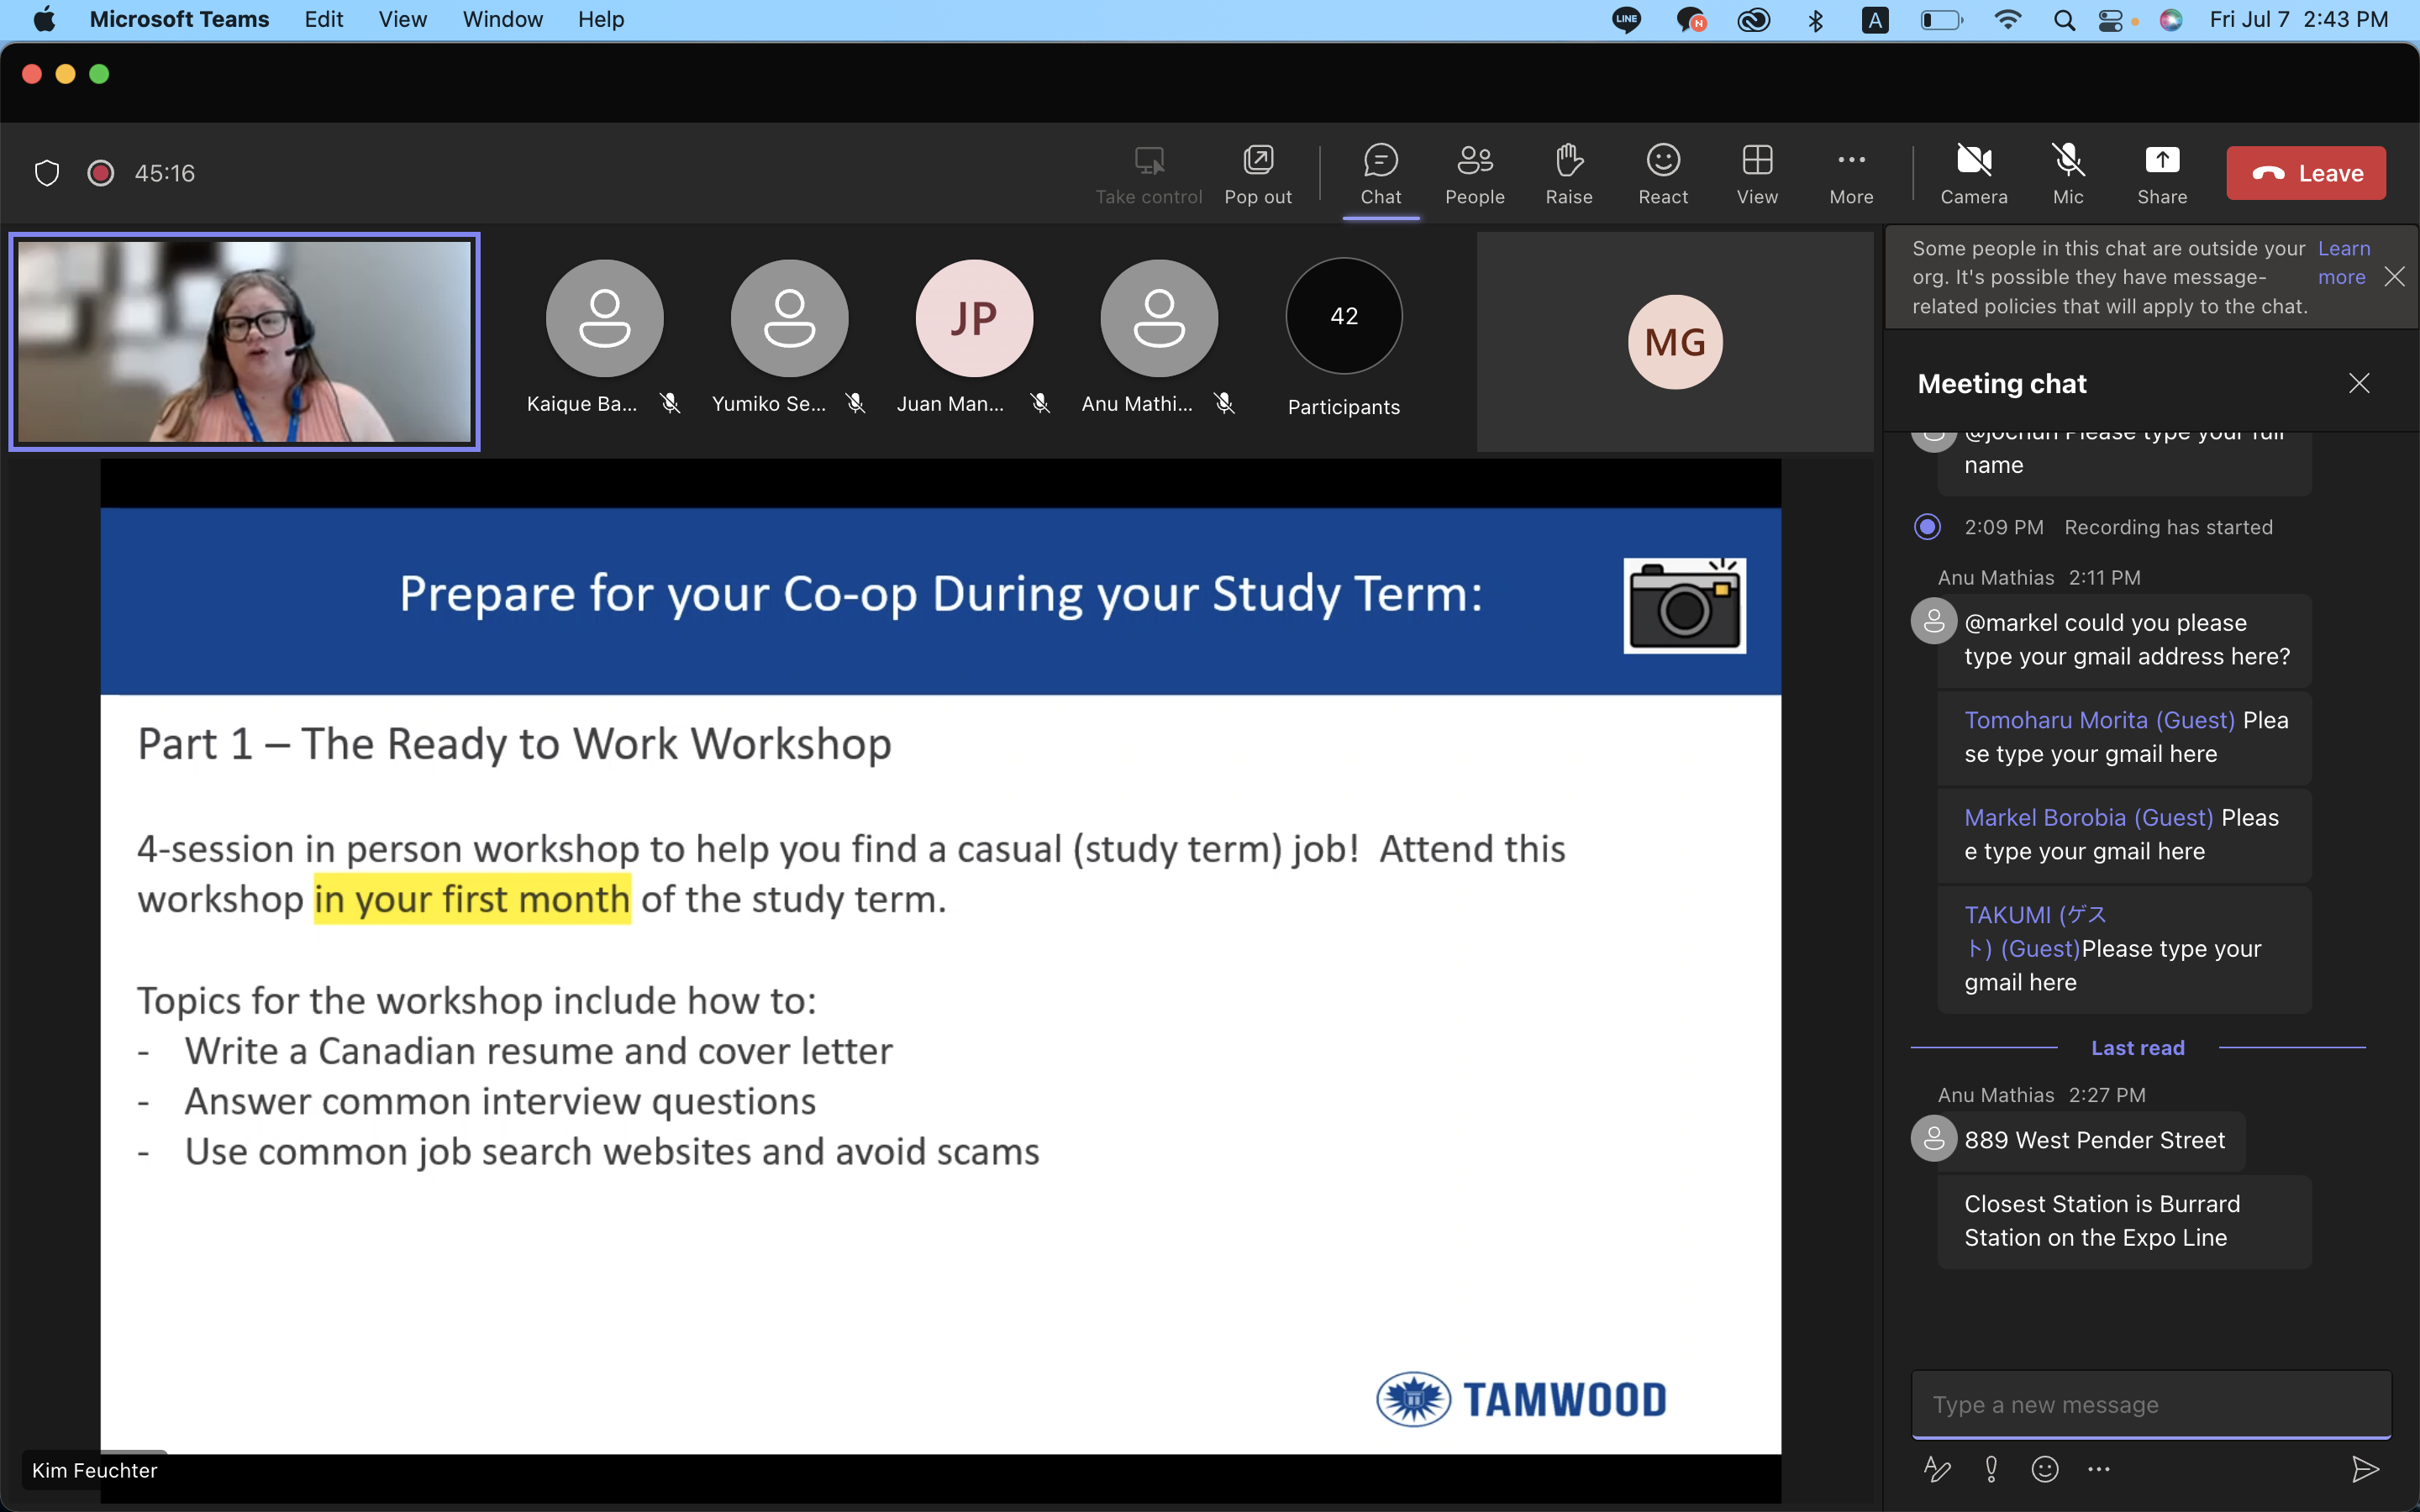 Microsoft Teams Edit View Window Help
LINE N A Fri Jul 7 2:43 PM
45:16
Take control Pop out Chat People Raise React View More Camera Mic Share Leave
Kaique Ba... Yumiko Se... Juan Man... Anu Mathi... Participants
JP
42
MG
Prepare for your Co-op During your Study Term:
Part 1 – The Ready to Work Workshop
4-session in person workshop to help you find a casual (study term) job! Attend this
workshop in your first month of the study term.
Topics for the workshop include how to:
- Write a Canadian resume and cover letter
- Answer common interview questions
- Use common job search websites and avoid scams
TAMWOOD
Kim Feuchter
Some people in this chat are outside your
org. It's possible they have message-
related policies that will apply to the chat.
Learn
more
Meeting chat
@jochun Please type your full
name
2:09 PM Recording has started
Anu Mathias 2:11 PM
@markel could you please
type your gmail address here?
Tomoharu Morita (Guest) Plea
se type your gmail here
Markel Borobia (Guest) Pleas
e type your gmail here
TAKUMI (ゲス
ト) (Guest)Please type your
gmail here
Last read
Anu Mathias 2:27 PM
889 West Pender Street
Closest Station is Burrard
Station on the Expo Line
Type a new message